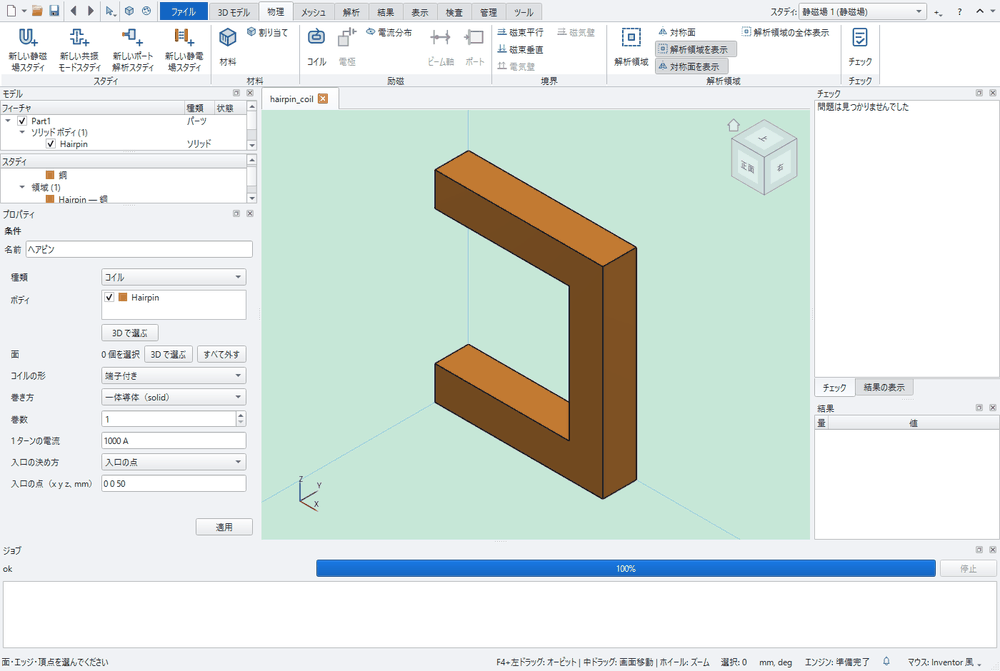 ファイル 3D モデル 物理 メッシュ 解析 結果 表示 検査 管理 ツール スタディ: 静磁場 1 (静磁場) ?
新しい静磁場スタディ 新しい共振モードスタディ 新しいポート解析スタディ 新しい静電場スタディ
スタディ
材料 割り当て
材料
コイル 電極 電流分布 ビーム軸 ポート
励磁
磁束平行 磁気壁
磁束垂直
電気壁
境界
解析領域 対称面 解析領域の全体表示
解析領域を表示
対称面を表示
解析領域
チェック
チェック
モデル
フィーチャ 種類 状態
Part1 パーツ
ソリッド ボディ (1)
Hairpin ソリッド
スタディ
銅
領域 (1)
Hairpin — 銅
プロパティ
条件
名前 ヘアピン
種類 コイル
ボディ Hairpin
3D で選ぶ
面 0 個を選択 3D で選ぶ すべて外す
コイルの形 端子付き
巻き方 一体導体 (solid)
巻数 1
1 ターンの電流 1000 A
入口の決め方 入口の点
入口の点 (x y z, mm) 0 0 50
適用
hairpin_coil
上
正面 右
Z
Y
X
チェック
問題は見つかりませんでした
チェック 結果の表示
結果
量 値
ジョブ
ok 100% 停止
面・エッジ・頂点を選んでください F4+左ドラッグ: オービット | 中ドラッグ: 画面移動 | ホイール: ズーム 選択: 0 mm, deg エンジン: 準備完了 マウス: Inventor 風